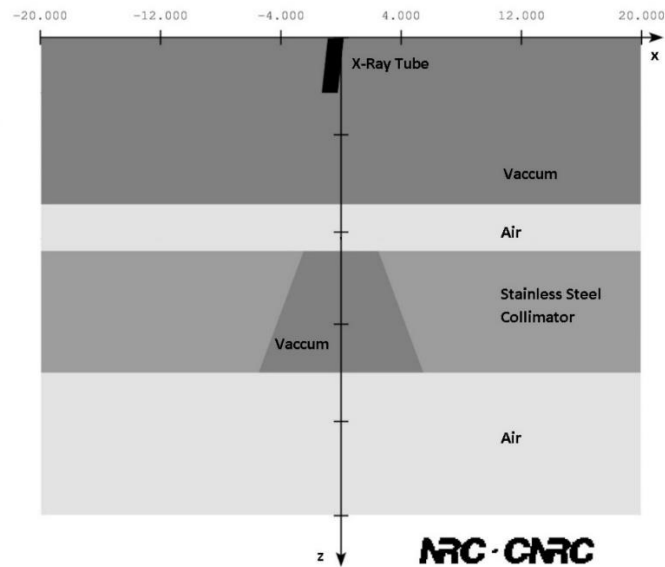 -20.000 -12.000 -4.000 4.000 12.000 20.000
x
X-Ray Tube
Vaccum
Air
Stainless Steel
Collimator
Vaccum
Air
z
NRC·CNRC